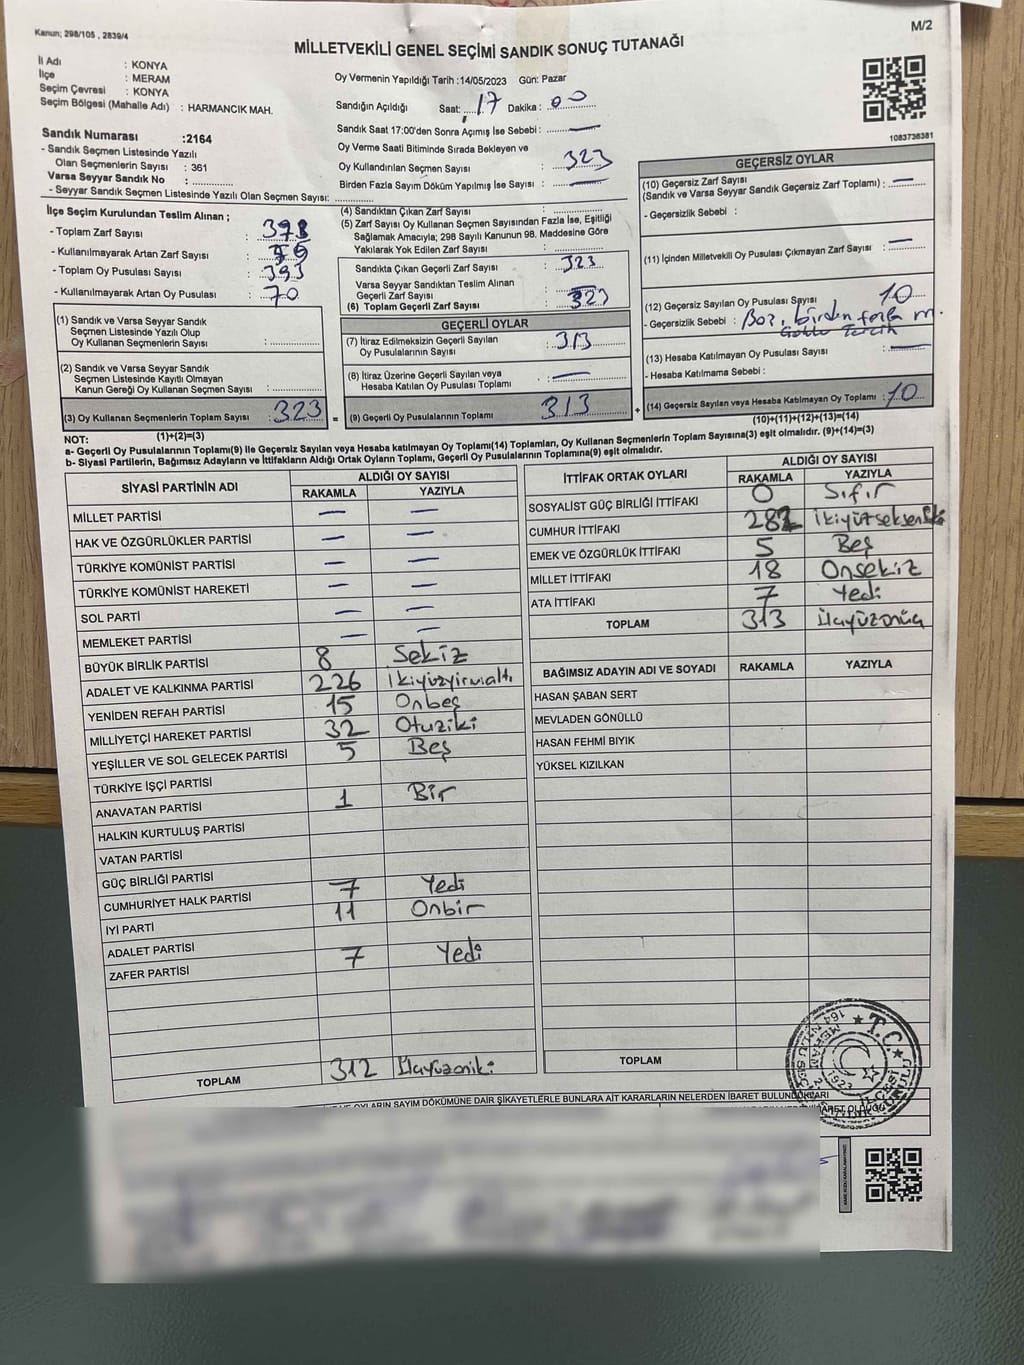 Kanun; 298/105 , 2839/4
M/2
MİLLETVEKİLİ GENEL SEÇİMİ SANDIK SONUÇ TUTANAĞI
İl Adı : KONYA
İlçe : MERAM
Seçim Çevresi : KONYA
Seçim Bölgesi (Mahalle Adı) : HARMANCIK MAH.
Oy Vermenin Yapıldığı Tarih :14/05/2023 Gün: Pazar
Sandığın Açıldığı Saat: 17 Dakika : 00
Sandık Saat 17:00'den Sonra Açımış İse Sebebi : —
Oy Verme Saati Bitiminde Sırada Bekleyen ve
Oy Kullandırılan Seçmen Sayısı : 323
Birden Fazla Sayım Döküm Yapılmış İse Sayısı : —
1083736381
Sandık Numarası :2164
- Sandık Seçmen Listesinde Yazılı
Olan Seçmenlerin Sayısı : 361
Varsa Seyyar Sandık No :
- Seyyar Sandık Seçmen Listesinde Yazılı Olan Seçmen Sayısı:
İlçe Seçim Kurulundan Teslim Alınan ;
- Toplam Zarf Sayısı :
- Kullanılmayarak Artan Zarf Sayısı :
- Toplam Oy Pusulası Sayısı : 393
- Kullanılmayarak Artan Oy Pusulası : 70
(4) Sandıktan Çıkan Zarf Sayısı :
(5) Zarf Sayısı Oy Kullanan Seçmen Sayısından Fazla İse, Eşitliği
Sağlamak Amacıyla; 298 Sayılı Kanunun 98. Maddesine Göre
Yakılarak Yok Edilen Zarf Sayısı :
Sandıkta Çıkan Geçerli Zarf Sayısı : 323
Varsa Seyyar Sandıktan Teslim Alınan
Geçerli Zarf Sayısı : —
(6) Toplam Geçerli Zarf Sayısı : 323
GEÇERSİZ OYLAR
(10) Geçersiz Zarf Sayısı
(Sandık ve Varsa Seyyar Sandık Geçersiz Zarf Toplamı) : —
- Geçersizlik Sebebi :
(11) İçinden Milletvekili Oy Pusulası Çıkmayan Zarf Sayısı : —
(12) Geçersiz Sayılan Oy Pusulası Sayısı : 10
- Geçersizlik Sebebi : Boş, birden fazla m.
(13) Hesaba Katılmayan Oy Pusulası Sayısı : —
- Hesaba Katılmama Sebebi :
(14) Geçersiz Sayılan veya Hesaba Katılmayan Oy Toplamı : 10
(10)+(11)+(12)+(13)=(14)
(1) Sandık ve Varsa Seyyar Sandık
Seçmen Listesinde Yazılı Olup
Oy Kullanan Seçmenlerin Sayısı :
(2) Sandık ve Varsa Seyyar Sandık
Seçmen Listesinde Kayıtlı Olmayan
Kanun Gereği Oy Kullanan Seçmen Sayısı :
(3) Oy Kullanan Seçmenlerin Toplam Sayısı : 323 =
(1)+(2)=(3)
GEÇERLİ OYLAR
(7) İtiraz Edilmeksizin Geçerli Sayılan
Oy Pusulalarının Sayısı : 313
(8) İtiraz Üzerine Geçerli Sayılan veya
Hesaba Katılan Oy Pusulası Toplamı : —
(9) Geçerli Oy Pusulalarının Toplamı 313 +
NOT:
a- Geçerli Oy Pusulalarının Toplamı(9) ile Geçersiz Sayılan veya Hesaba katılmayan Oy Toplamı(14) Toplamları, Oy Kullanan Seçmenlerin Toplam Sayısına(3) eşit olmalıdır. (9)+(14)=(3)
b- Siyasi Partilerin, Bağımsız Adayların ve İttifakların Aldığı Ortak Oyların Toplamı, Geçerli Oy Pusulalarının Toplamına(9) eşit olmalıdır.
SİYASİ PARTİNİN ADI
ALDIĞI OY SAYISI
RAKAMLA YAZIYLA
MİLLET PARTİSİ — —
HAK VE ÖZGÜRLÜKLER PARTİSİ — —
TÜRKİYE KOMÜNİST PARTİSİ — —
TÜRKİYE KOMÜNİST HAREKETİ — —
SOL PARTİ — —
MEMLEKET PARTİSİ — —
BÜYÜK BİRLİK PARTİSİ 8 Sekiz
ADALET VE KALKINMA PARTİSİ 226 ikiyüzyirmialtı
YENİDEN REFAH PARTİSİ 15 Onbeş
MİLLİYETÇİ HAREKET PARTİSİ 32 Otuziki
YEŞİLLER VE SOL GELECEK PARTİSİ 5 Beş
TÜRKİYE İŞÇİ PARTİSİ
ANAVATAN PARTİSİ 1 Bir
HALKIN KURTULUŞ PARTİSİ
VATAN PARTİSİ
GÜÇ BİRLİĞİ PARTİSİ
CUMHURİYET HALK PARTİSİ 7 Yedi
İYİ PARTİ 11 Onbir
ADALET PARTİSİ
ZAFER PARTİSİ 7 Yedi
TOPLAM 312 Üçyüzoniki
İTTİFAK ORTAK OYLARI
ALDIĞI OY SAYISI
RAKAMLA YAZIYLA
SOSYALİST GÜÇ BİRLİĞİ İTTİFAKI 0 Sıfır
CUMHUR İTTİFAKI 282 ikiyüzsekseniki
EMEK VE ÖZGÜRLÜK İTTİFAKI 5 Beş
MİLLET İTTİFAKI 18 Onsekiz
ATA İTTİFAKI 7 Yedi
TOPLAM 313 Üçyüzonüç
BAĞIMSIZ ADAYIN ADI VE SOYADI RAKAMLA YAZIYLA
HASAN ŞABAN SERT
MEVLADEN GÖNÜLLÜ
HASAN FEHMİ BIYIK
YÜKSEL KIZILKAN
TOPLAM
T.C.
1923
OYLARIN SAYIM DÖKÜMÜNE DAİR ŞİKAYETLERLE BUNLARA AİT KARARLARIN NELERDEN İBARET BULUNDUKLARI